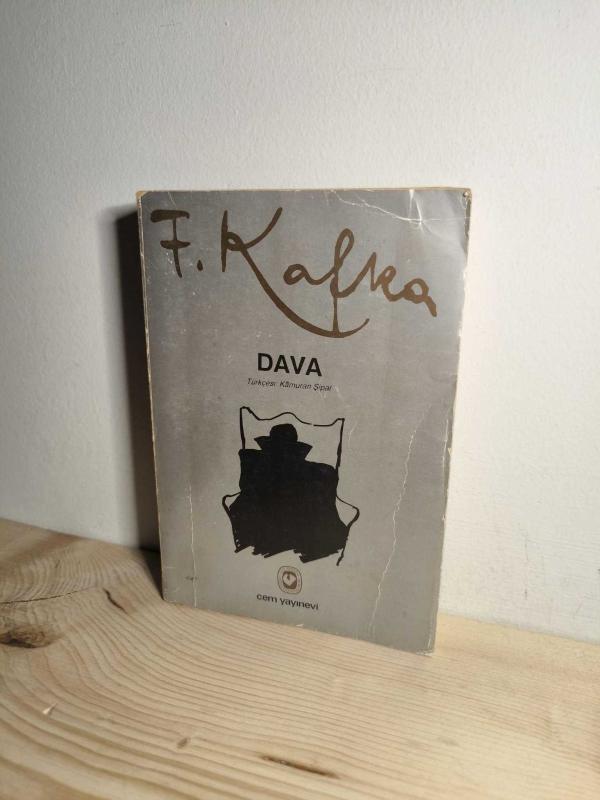 F. Kafka
DAVA
Türkçesi: Kâmuran Şipal
cem yayınevi